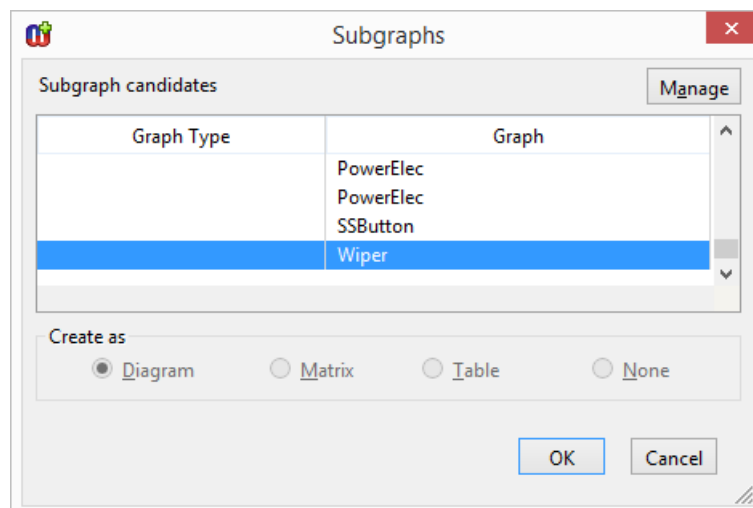 Subgraphs
Subgraph candidates
Manage
Graph Type Graph
PowerElec
PowerElec
SSButton
Wiper
Create as
Diagram Matrix Table None
OK Cancel